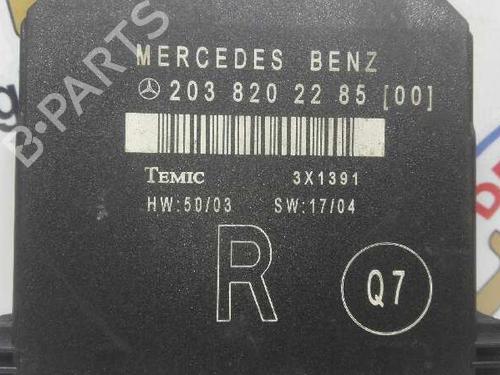 MERCEDES BENZ
203 820 22 85 [00]
TEMIC 3X1391
HW:50/03 SW:17/04
R
Q7
B-PARTS